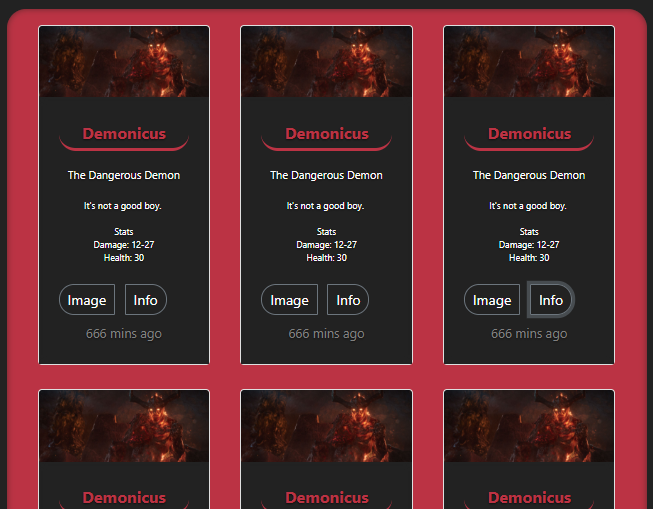 Demonicus
The Dangerous Demon
It's not a good boy.
Stats
Damage: 12-27
Health: 30
Image Info
666 mins ago
Demonicus
The Dangerous Demon
It's not a good boy.
Stats
Damage: 12-27
Health: 30
Image Info
666 mins ago
Demonicus
The Dangerous Demon
It's not a good boy.
Stats
Damage: 12-27
Health: 30
Image Info
666 mins ago
Demonicus
Demonicus
Demonicus